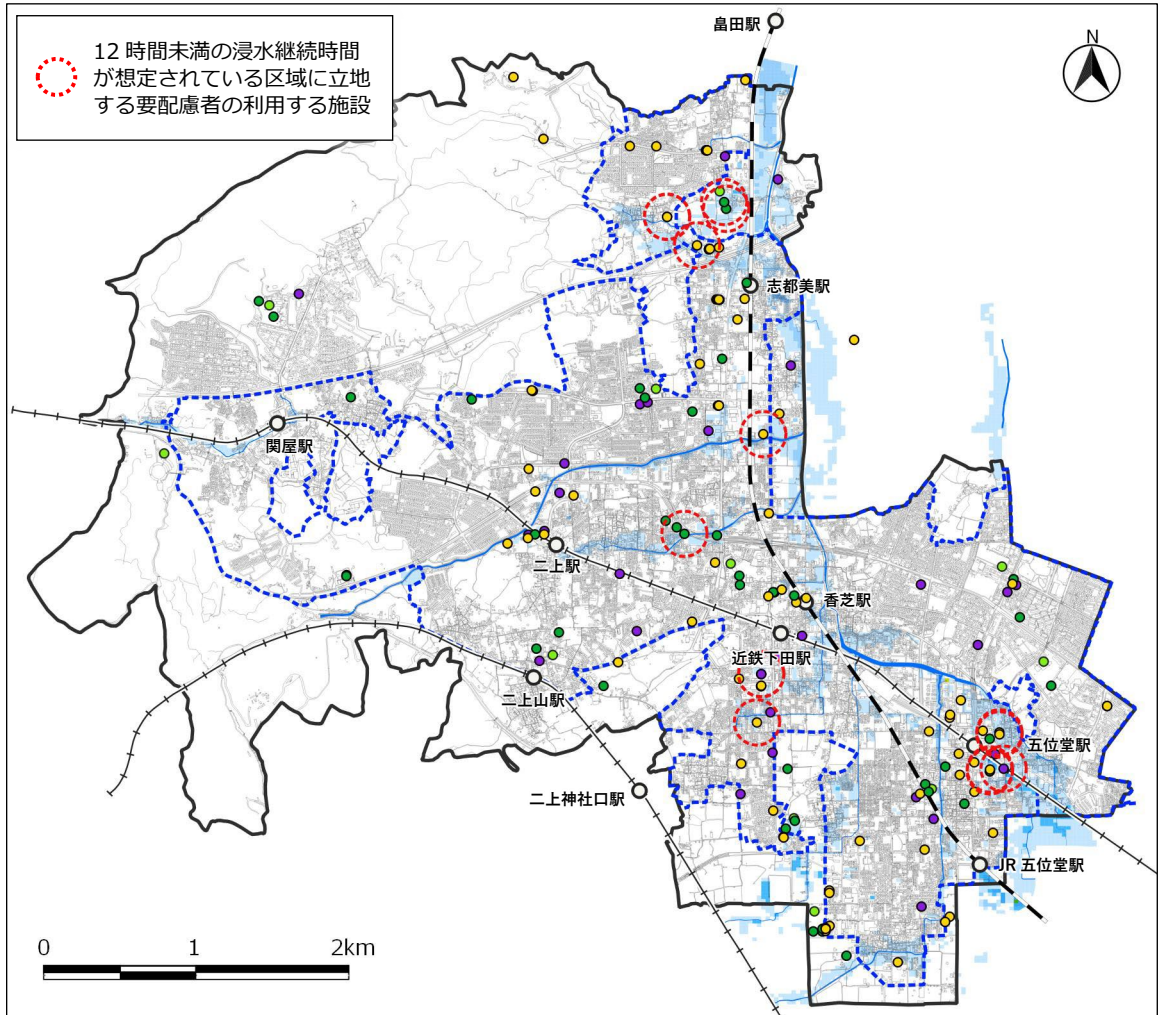 12 時間未満の浸水継続時間
が想定されている区域に立地
する要配慮者の利用する施設
畠田駅
N
志都美駅
関屋駅
二上駅
香芝駅
近鉄下田駅
二上山駅
五位堂駅
二上神社口駅
JR 五位堂駅
0 1 2km